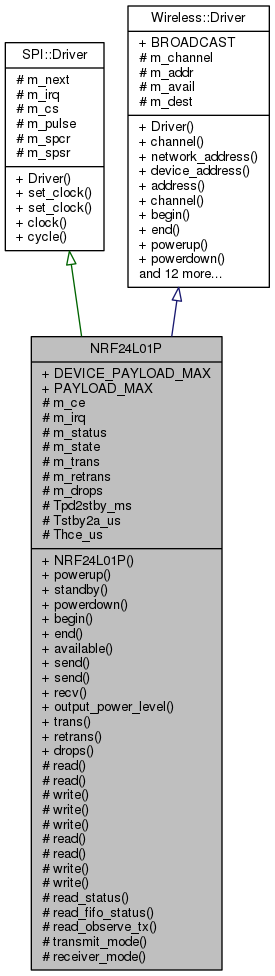 SPI::Driver
# m_next
# m_irq
# m_cs
# m_pulse
# m_spcr
# m_spsr
+ Driver()
+ set_clock()
+ set_clock()
+ clock()
+ cycle()
Wireless::Driver
+ BROADCAST
# m_channel
# m_addr
# m_avail
# m_dest
+ Driver()
+ channel()
+ network_address()
+ device_address()
+ address()
+ channel()
+ begin()
+ end()
+ powerup()
+ powerdown()
and 12 more...
NRF24L01P
+ DEVICE_PAYLOAD_MAX
+ PAYLOAD_MAX
# m_ce
# m_irq
# m_status
# m_state
# m_trans
# m_retrans
# m_drops
# Tpd2stby_ms
# Tstby2a_us
# Thce_us
+ NRF24L01P()
+ powerup()
+ standby()
+ powerdown()
+ begin()
+ end()
+ available()
+ send()
+ send()
+ recv()
+ output_power_level()
+ trans()
+ retrans()
+ drops()
# read()
# read()
# write()
# write()
# write()
# read()
# read()
# write()
# write()
# read_status()
# read_fifo_status()
# read_observe_tx()
# transmit_mode()
# receiver_mode()